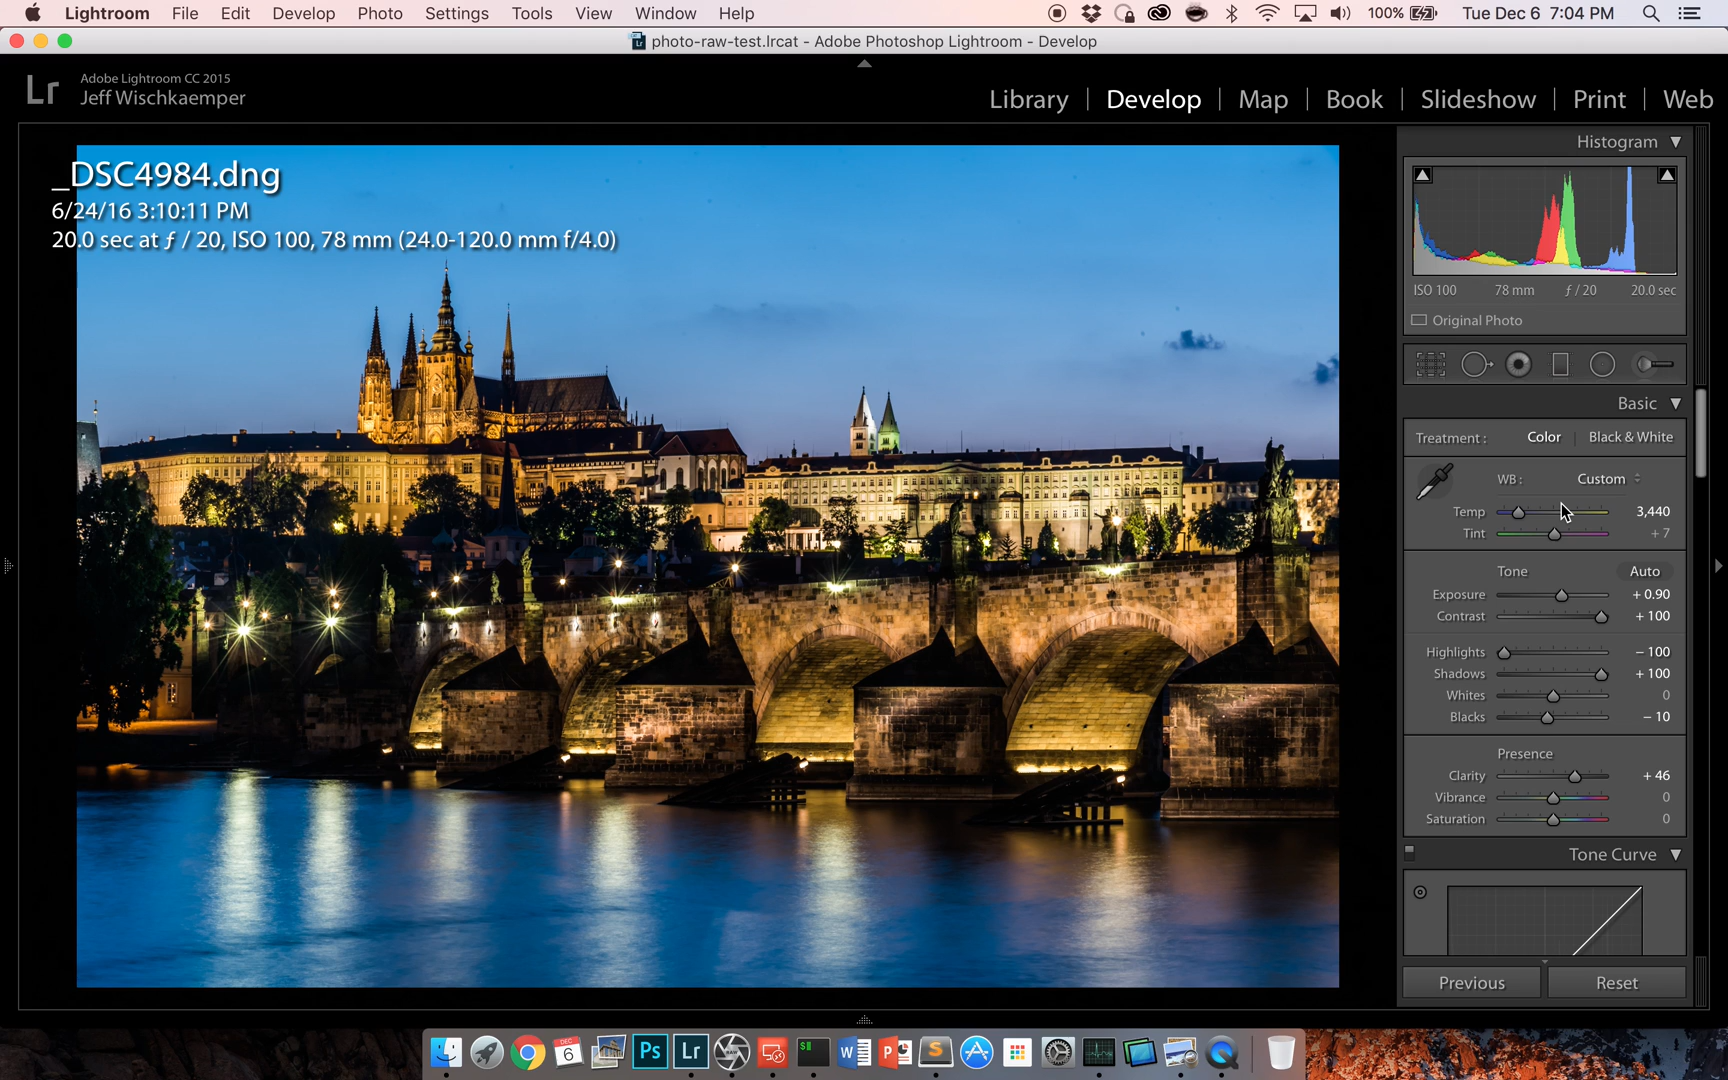 Lightroom File Edit Develop Photo Settings Tools View Window Help 100% Tue Dec 6 7:04 PM
photo-raw-test.lrcat - Adobe Photoshop Lightroom - Develop
Lr
Adobe Lightroom CC 2015
Jeff Wischkaemper
Library | Develop | Map | Book | Slideshow | Print | Web
_DSC4984.dng
6/24/16 3:10:11 PM
20.0 sec at ƒ / 20, ISO 100, 78 mm (24.0-120.0 mm f/4.0)
Histogram
ISO 100 78 mm ƒ / 20 20.0 sec
Original Photo
Basic
Treatment : Color | Black & White
WB : Custom
Temp 3,440
Tint + 7
Tone Auto
Exposure + 0.90
Contrast + 100
Highlights - 100
Shadows + 100
Whites 0
Blacks - 10
Presence
Clarity + 46
Vibrance 0
Saturation 0
Tone Curve
Previous Reset
DEC 6 Ps Lr $ W P S